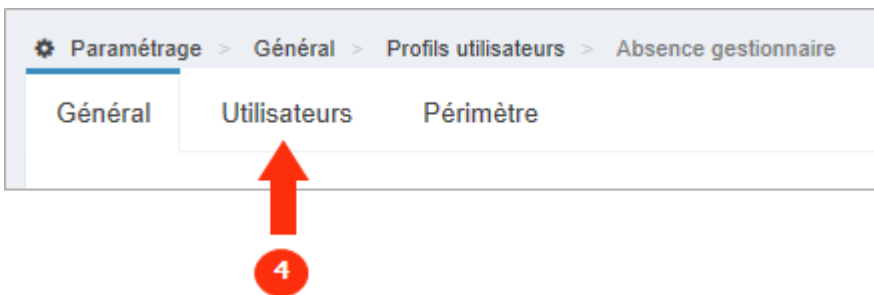 Paramétrage > Général > Profils utilisateurs > Absence gestionnaire
Général Utilisateurs Périmètre
4